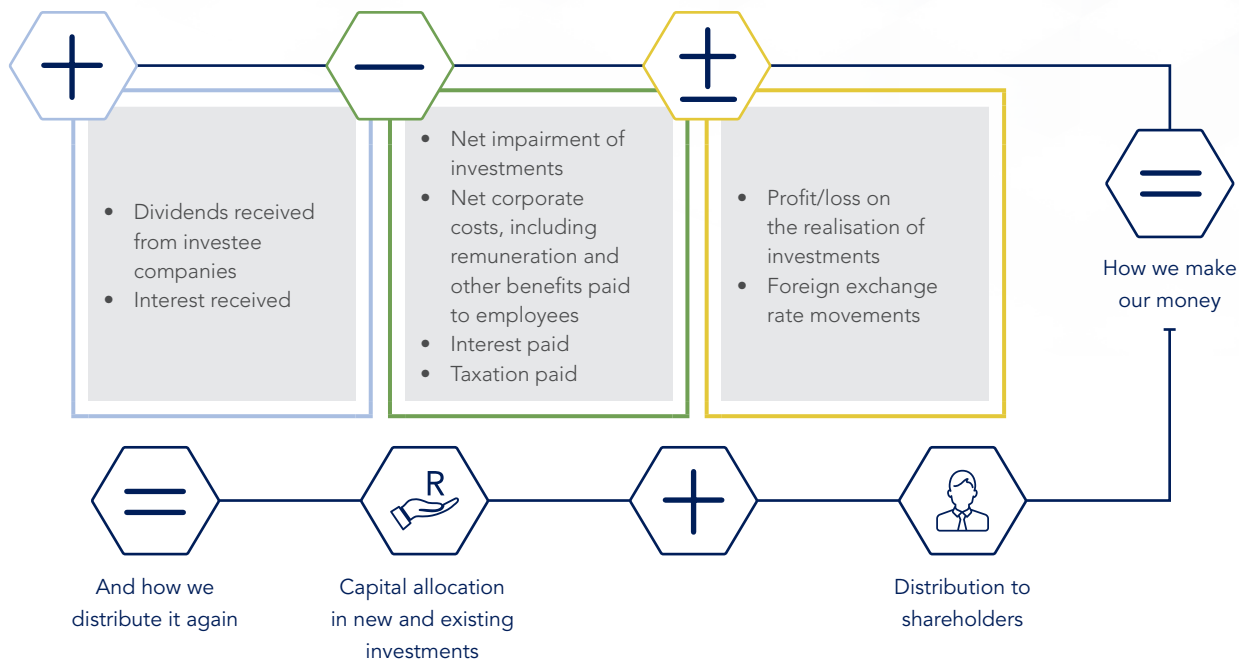 • Dividends received
from investee
companies
• Interest received
• Net impairment of
investments
• Net corporate
costs, including
remuneration and
other benefits paid
to employees
• Interest paid
• Taxation paid
• Profit/loss on
the realisation of
investments
• Foreign exchange
rate movements
How we make
our money
And how we
distribute it again
R
Capital allocation
in new and existing
investments
Distribution to
shareholders